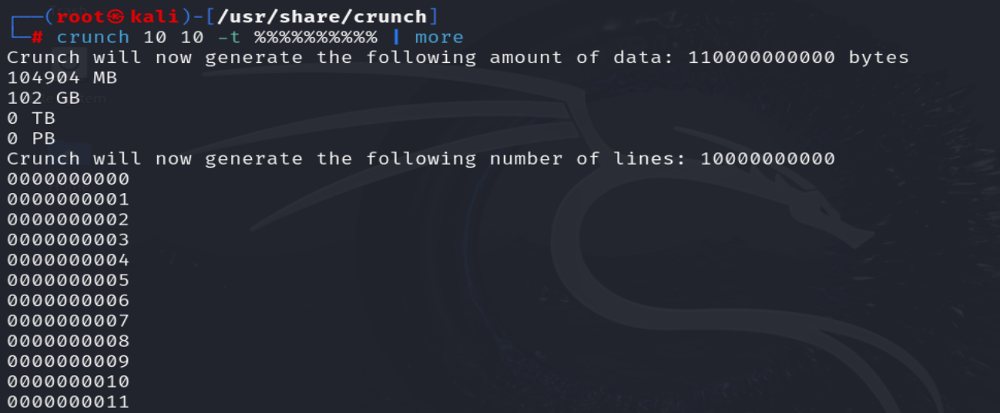 ┌──(root㉿kali)-[/usr/share/crunch]
└─# crunch 10 10 -t %%%%%%%%%% | more
Crunch will now generate the following amount of data: 110000000000 bytes
104904 MB
102 GB
0 TB
0 PB
Crunch will now generate the following number of lines: 10000000000
0000000000
0000000001
0000000002
0000000003
0000000004
0000000005
0000000006
0000000007
0000000008
0000000009
0000000010
0000000011